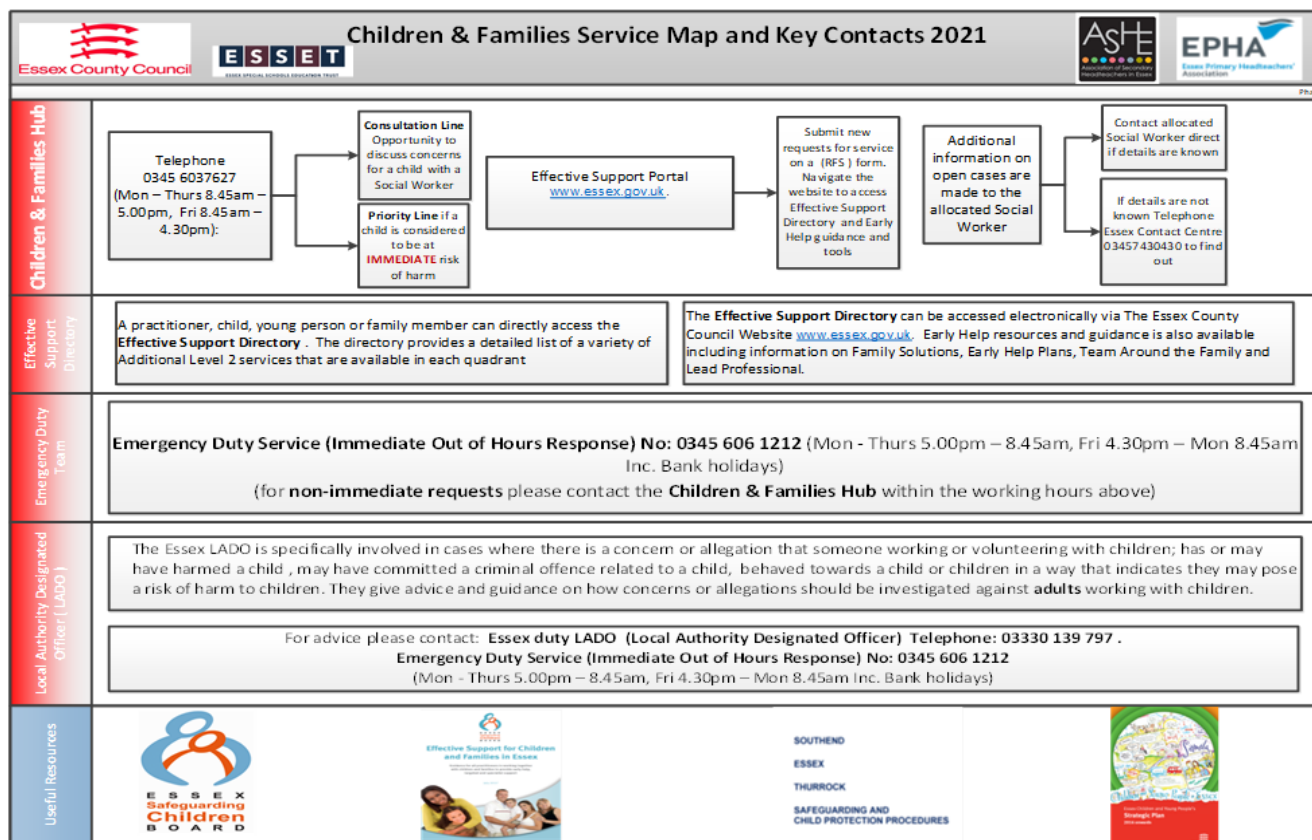 Children & Families Service Map and Key Contacts 2021
Essex County Council
ESSET
ESSEX SPECIAL SCHOOLS EDUCATION TRUST
ASHE
Association of Secondary
Headteachers in Essex
EPHA
Essex Primary Headteachers'
Association
Children & Families Hub
Telephone
0345 6037627
(Mon – Thurs 8.45am –
5.00pm, Fri 8.45am –
4.30pm):
Consultation Line
Opportunity to
discuss concerns
for a child with a
Social Worker
Priority Line if a
child is considered
to be at
IMMEDIATE risk
of harm
Effective Support Portal
www.essex.gov.uk .
Submit new
requests for service
on a (RFS ) form.
Navigate the
website to access
Effective Support
Directory and Early
Help guidance and
tools
Additional
information on
open cases are
made to the
allocated Social
Worker
Contact allocated
Social Worker direct
if details are known
If details are not
known Telephone
Essex Contact Centre
03457430430 to find
out
Effective
Support
Directory
A practitioner, child, young person or family member can directly access the
Effective Support Directory . The directory provides a detailed list of a variety of
Additional Level 2 services that are available in each quadrant
The Effective Support Directory can be accessed electronically via The Essex County
Council Website www.essex.gov.uk. Early Help resources and guidance is also available
including information on Family Solutions, Early Help Plans, Team Around the Family and
Lead Professional.
Emergency Duty
Team
Emergency Duty Service (Immediate Out of Hours Response) No: 0345 606 1212 (Mon - Thurs 5.00pm – 8.45am, Fri 4.30pm – Mon 8.45am
Inc. Bank holidays)
(for non-immediate requests please contact the Children & Families Hub within the working hours above)
Local Authority Designated
Officer ( LADO )
The Essex LADO is specifically involved in cases where there is a concern or allegation that someone working or volunteering with children; has or may
have harmed a child , may have committed a criminal offence related to a child, behaved towards a child or children in a way that indicates they may pose
a risk of harm to children. They give advice and guidance on how concerns or allegations should be investigated against adults working with children.
For advice please contact: Essex duty LADO (Local Authority Designated Officer) Telephone: 03330 139 797 .
Emergency Duty Service (Immediate Out of Hours Response) No: 0345 606 1212
(Mon - Thurs 5.00pm – 8.45am, Fri 4.30pm – Mon 8.45am Inc. Bank holidays)
Useful Resources
ESSEX
Safeguarding
Children
BOARD
Effective Support for Children
and Families in Essex
SOUTHEND
ESSEX
THURROCK
SAFEGUARDING AND
CHILD PROTECTION PROCEDURES
Essex Children and Young People's
Strategic Plan